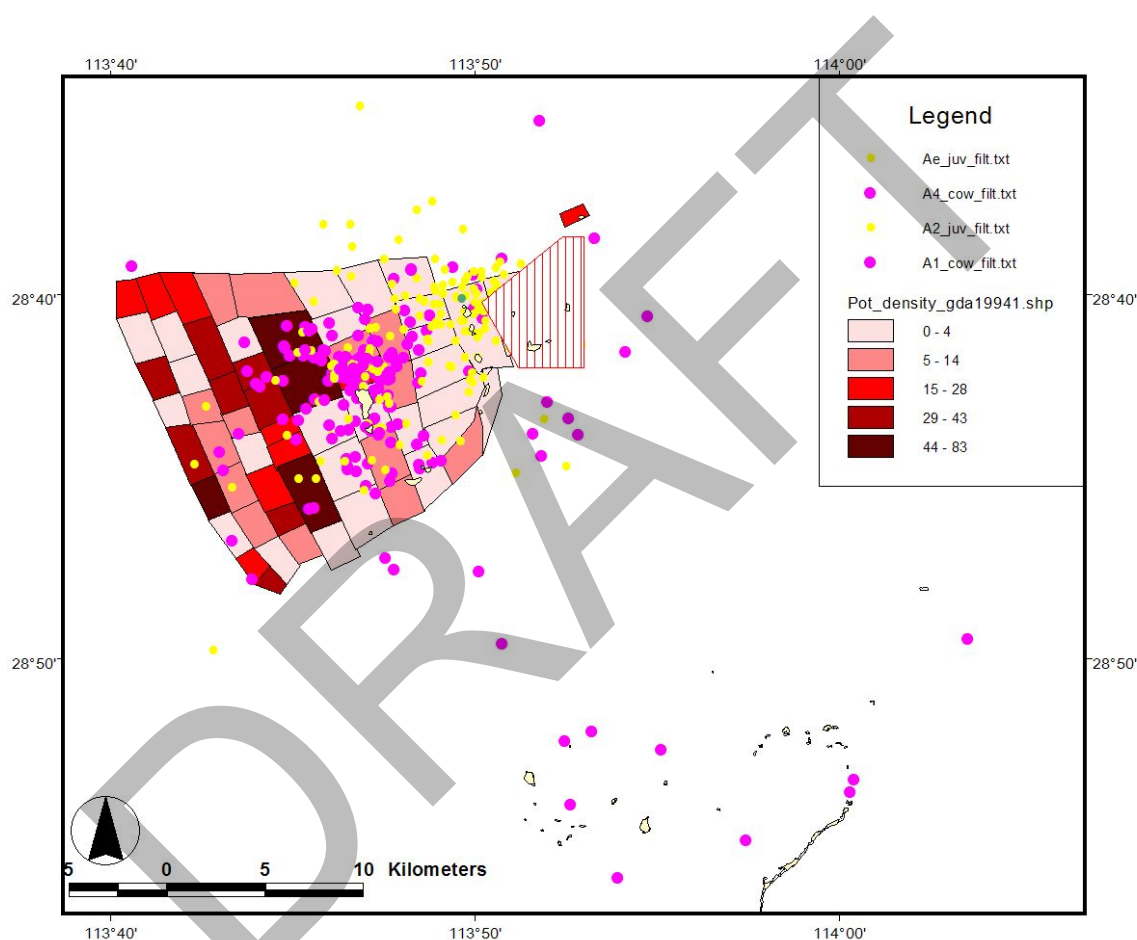 113°40' 113°50' 114°00'
Legend
Ae_juv_filt.txt
A4_cow_filt.txt
A2_juv_filt.txt
A1_cow_filt.txt
28°40' 28°40'
Pot_density_gda19941.shp
0 - 4
5 - 14
15 - 28
29 - 43
44 - 83
DRAFT
28°50' 28°50'
5 0 5 10 Kilometers
113°40' 113°50' 114°00'